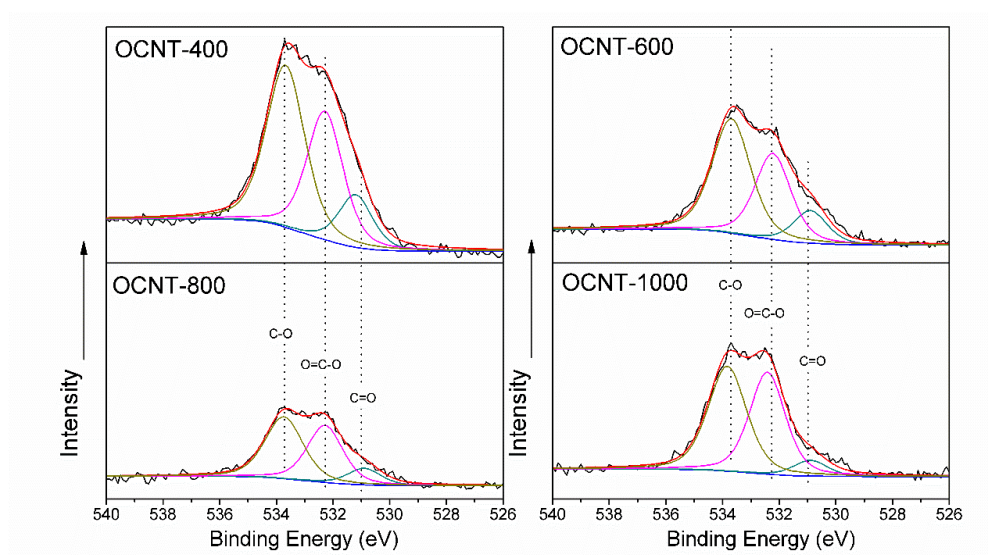 OCNT-400
OCNT-600
OCNT-800
C-O
O=C-O
C=O
OCNT-1000
C-O
O=C-O
C=O
Intensity
Intensity
540 538 536 534 532 530 528 526
540 538 536 534 532 530 528 526
Binding Energy (eV)
Binding Energy (eV)